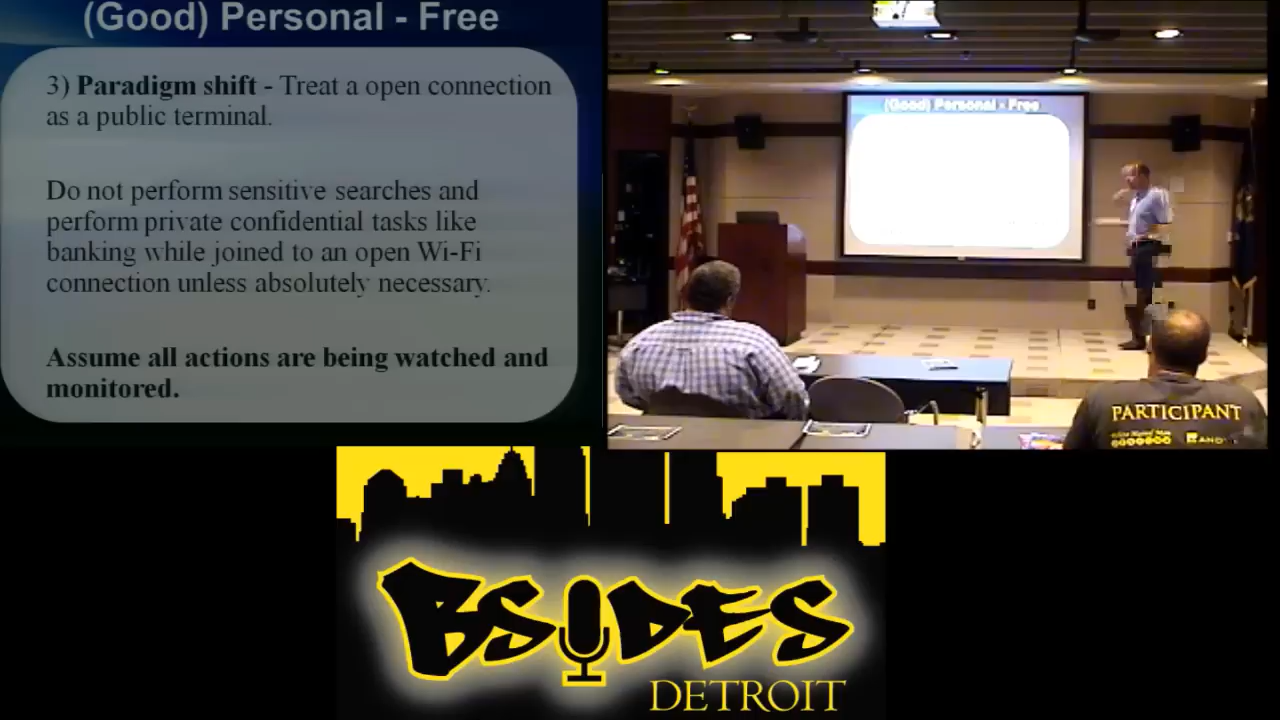 (Good) Personal - Free
3) Paradigm shift - Treat a open connection
as a public terminal.
Do not perform sensitive searches and
perform private confidential tasks like
banking while joined to an open Wi-Fi
connection unless absolutely necessary.
Assume all actions are being watched and
monitored.
(Good) Personal - Free
PARTICIPANT
BSIDES
DETROIT